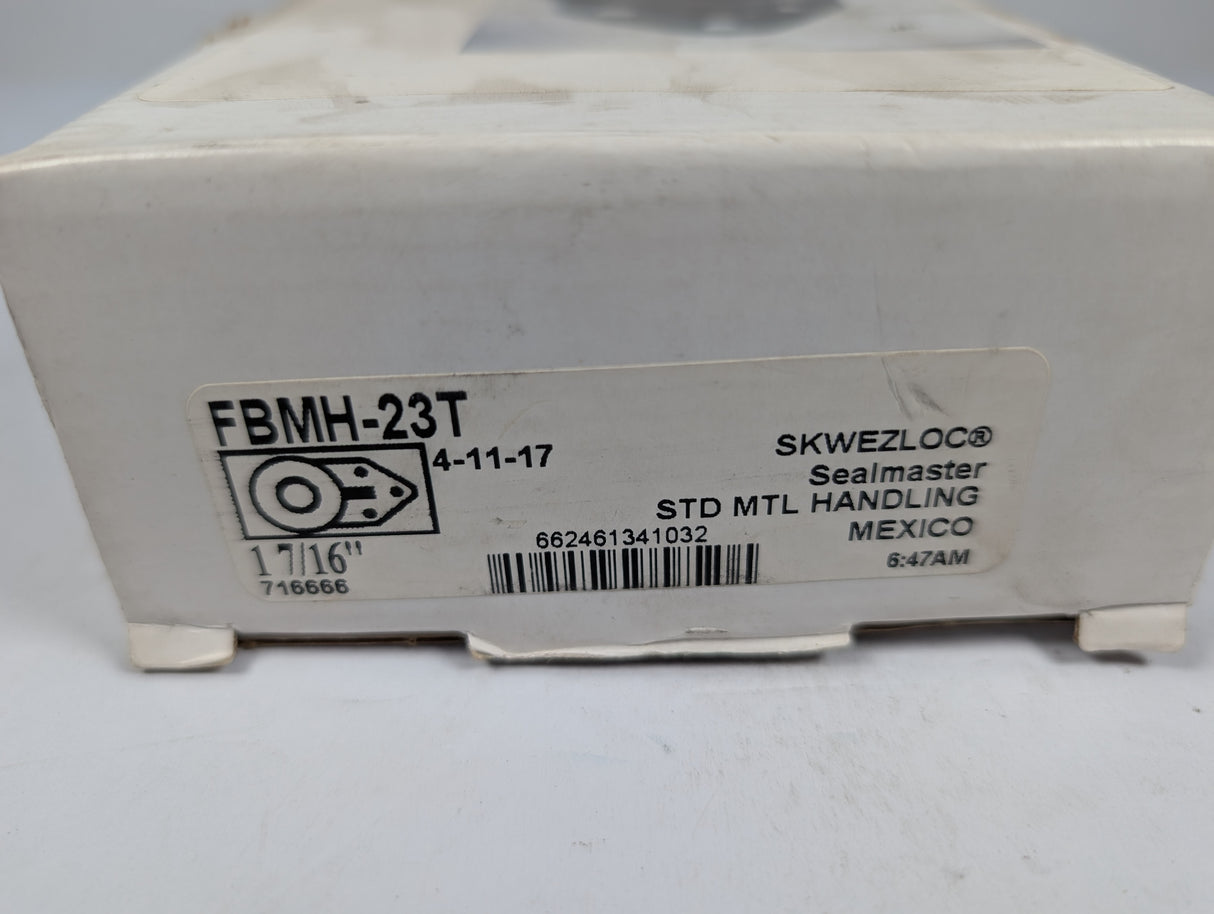 FBMH-23T
4-11-17
1 7/16"
716666
662461341032
SKWEZLOC®
Sealmaster
STD MTL HANDLING
MEXICO
6:47AM